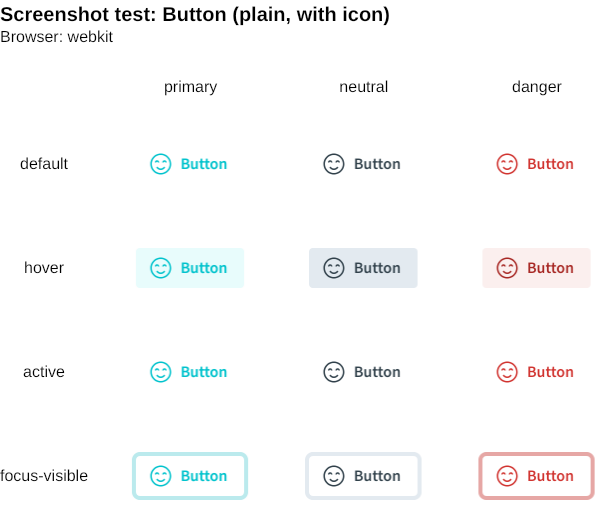 Screenshot test: Button (plain, with icon)
Browser: webkit
primary neutral danger
default Button Button Button
hover Button Button Button
active Button Button Button
focus-visible Button Button Button